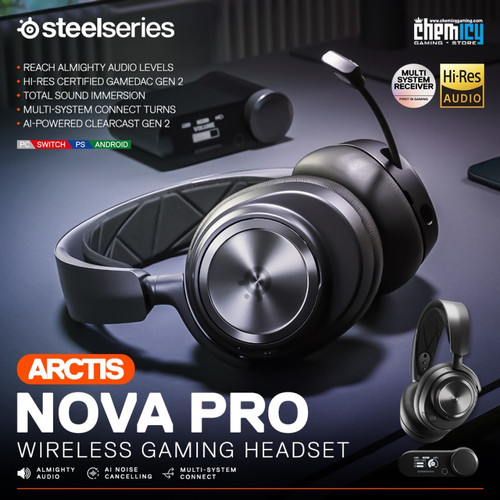 steelseries
www.chemicygaming.com
CHEMICY
GAMING • STORE
• REACH ALMIGHTY AUDIO LEVELS
• HI-RES CERTIFIED GAMEDAC GEN 2
• TOTAL SOUND IMMERSION
• MULTI-SYSTEM CONNECT TURNS
• AI-POWERED CLEARCAST GEN 2
PC SWITCH PS ANDROID
MULTI
SYSTEM
RECEIVER
FIRST IN GAMING
Hi-Res
AUDIO
VOLUME
ARCTIS
NOVA PRO
WIRELESS GAMING HEADSET
ALMIGHTY
AUDIO
AI NOISE
CANCELLING
MULTI-SYSTEM
CONNECT